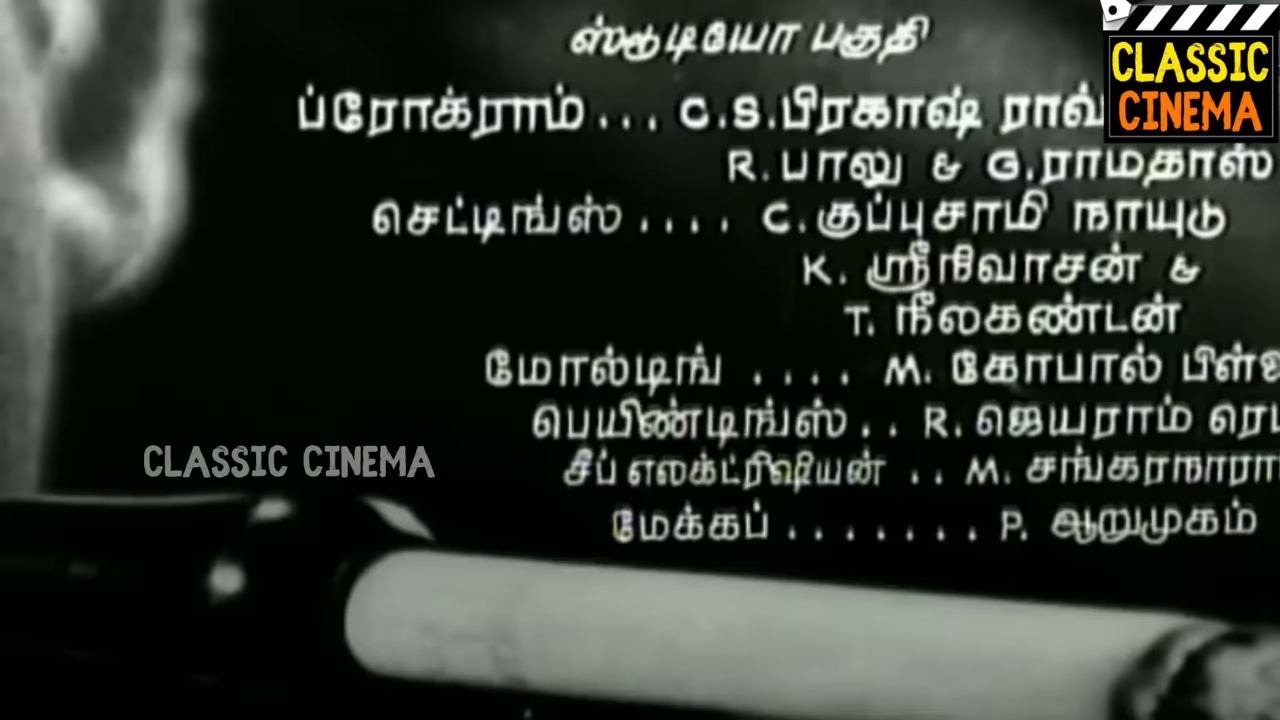 ஸ்டூடியோ பகுதி
ப்ரோக்ராம்... C.S.பிரகாஷ் ராவ்
R.பாலு & G.ராமதாஸ்
செட்டிங்ஸ்.... C.குப்புசாமி நாயுடு
K. ஸ்ரீநிவாசன் &
T. நீலகண்டன்
மோல்டிங் .... M. கோபால்
பெயிண்டிங்ஸ்.. R.ஜெயராம்
சீப் எலக்ட்ரிஷியன் .. M.
மேக்கப்....... P. ஆறுமுகம்
CLASSIC CINEMA
CLASSIC
CINEMA